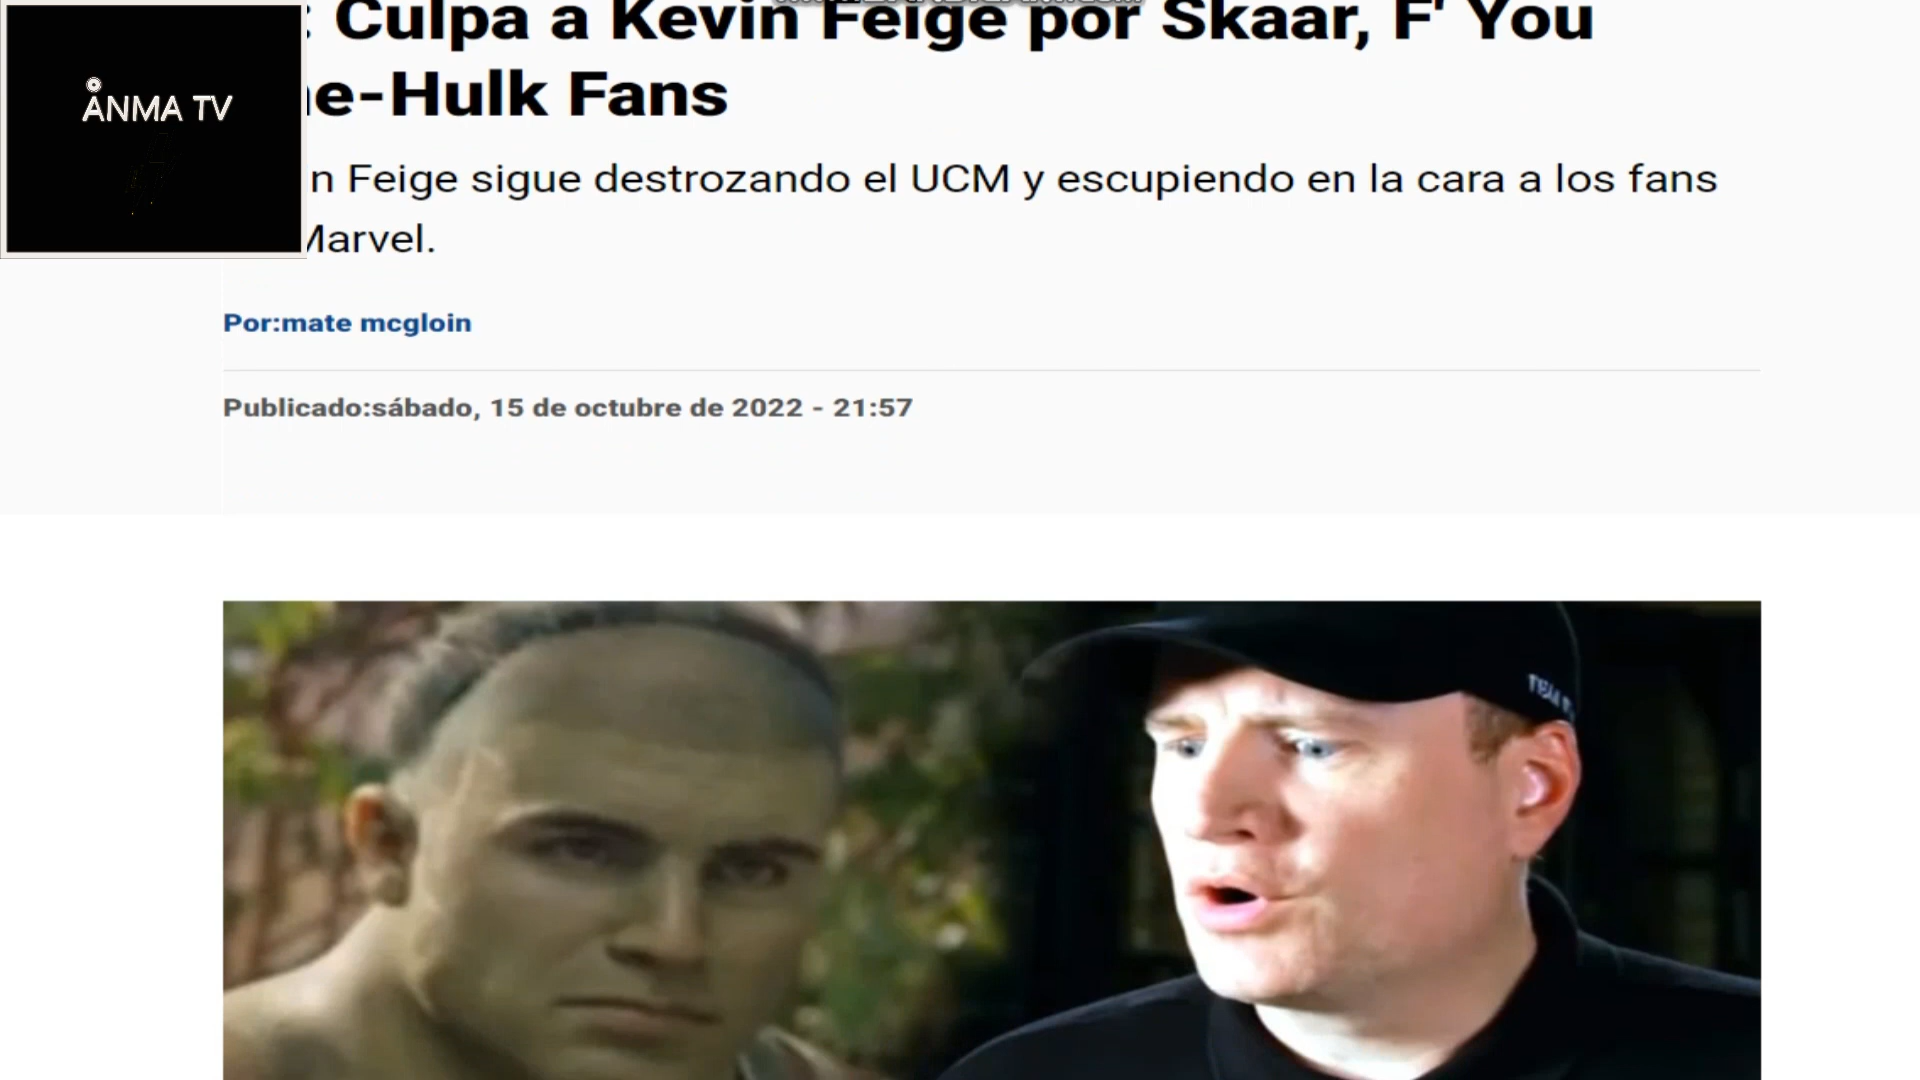 : Culpa a Kevin Feige por Skaar, F' You
e-Hulk Fans
ANMA TV
n Feige sigue destrozando el UCM y escupiendo en la cara a los fans
Marvel.
Por:mate mcgloin
Publicado:sábado, 15 de octubre de 2022 - 21:57